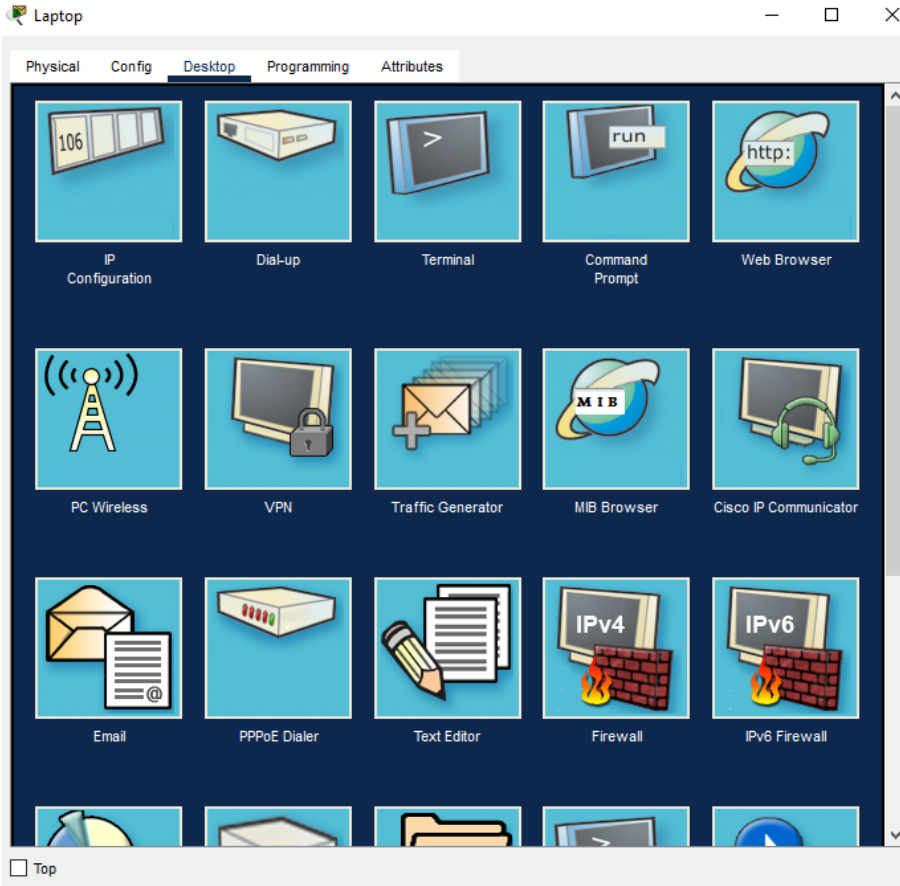 Laptop
Physical Config Desktop Programming Attributes
106
>
run
http:
IP
Configuration
Dial-up
Terminal
Command
Prompt
Web Browser
MIB
PC Wireless
VPN
Traffic Generator
MIB Browser
Cisco IP Communicator
@
IPv4
IPv6
Email
PPPoE Dialer
Text Editor
Firewall
IPv6 Firewall
>
Top